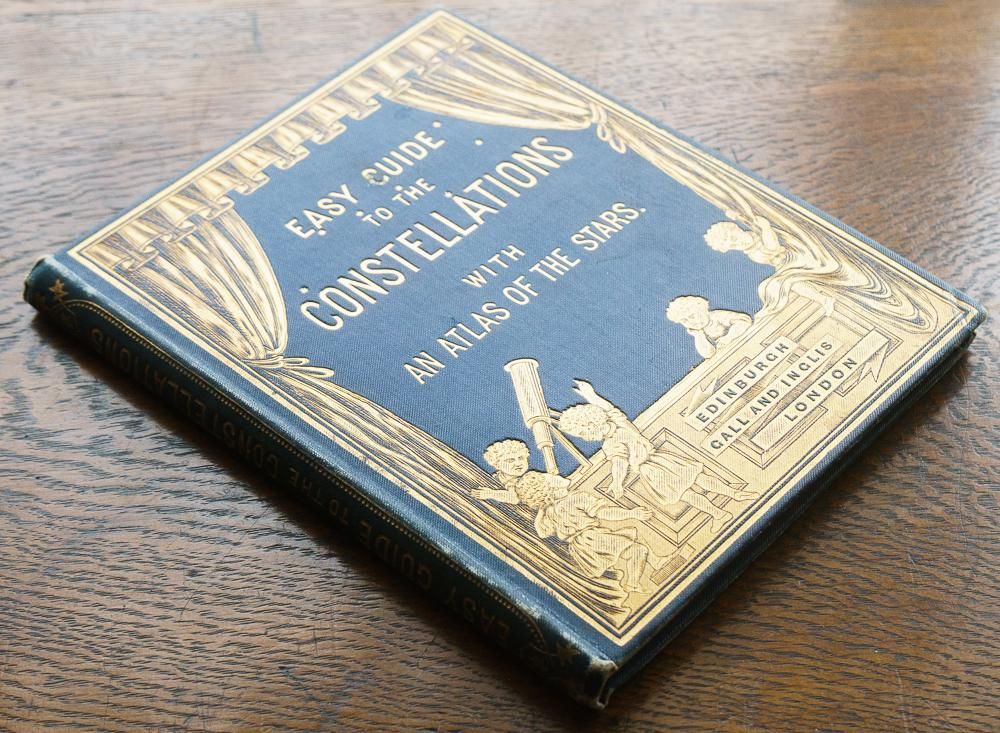 EASY GUIDE
TO THE
CONSTELLATIONS
WITH
AN ATLAS OF THE STARS.
EDINBURGH
GALL AND INGLIS
LONDON
EASY GUIDE TO THE CONSTELLATIONS